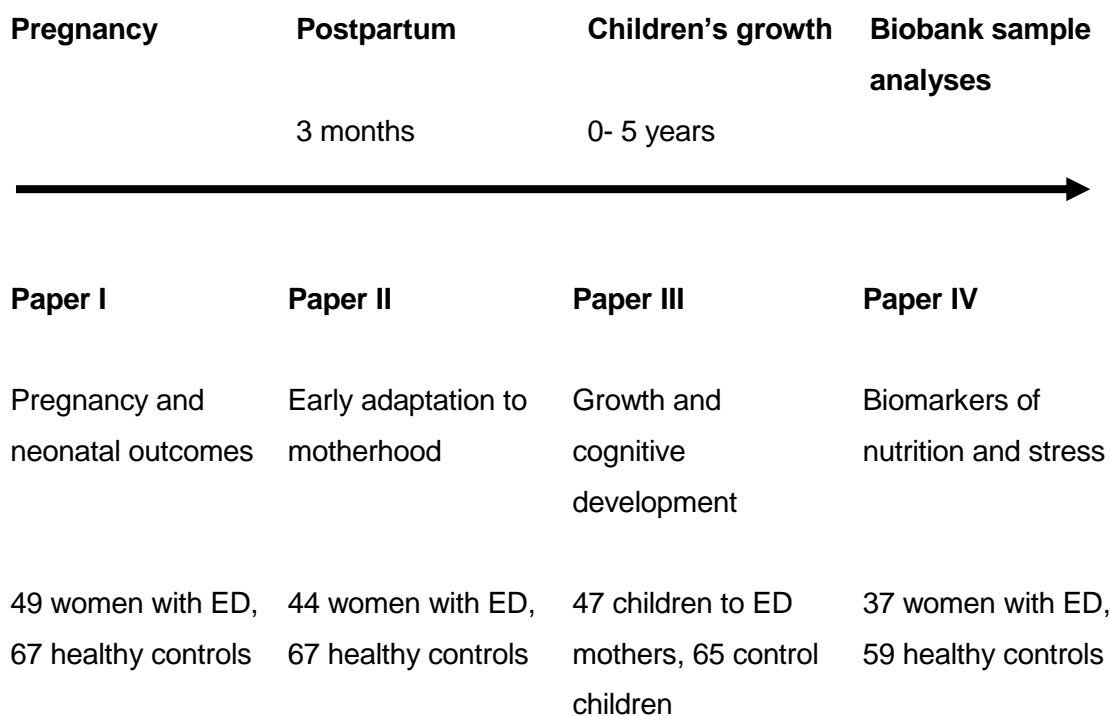 Pregnancy Postpartum Children's growth Biobank sample
analyses
3 months 0- 5 years
Paper I Paper II Paper III Paper IV
Pregnancy and Early adaptation to Growth and Biomarkers of
neonatal outcomes motherhood cognitive nutrition and stress
development
49 women with ED, 44 women with ED, 47 children to ED 37 women with ED,
67 healthy controls 67 healthy controls mothers, 65 control 59 healthy controls
children